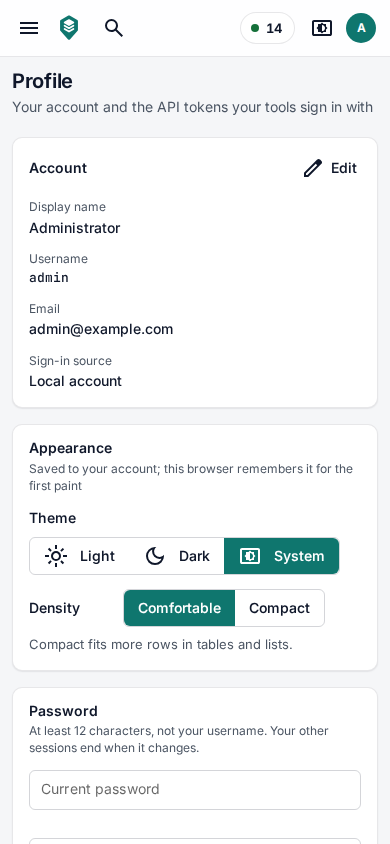 14
A
Profile
Your account and the API tokens your tools sign in with
Account
Edit
Display name
Administrator
Username
admin
Email
admin@example.com
Sign-in source
Local account
Appearance
Saved to your account; this browser remembers it for the
first paint
Theme
Light
Dark
System
Density
Comfortable
Compact
Compact fits more rows in tables and lists.
Password
At least 12 characters, not your username. Your other
sessions end when it changes.
Current password